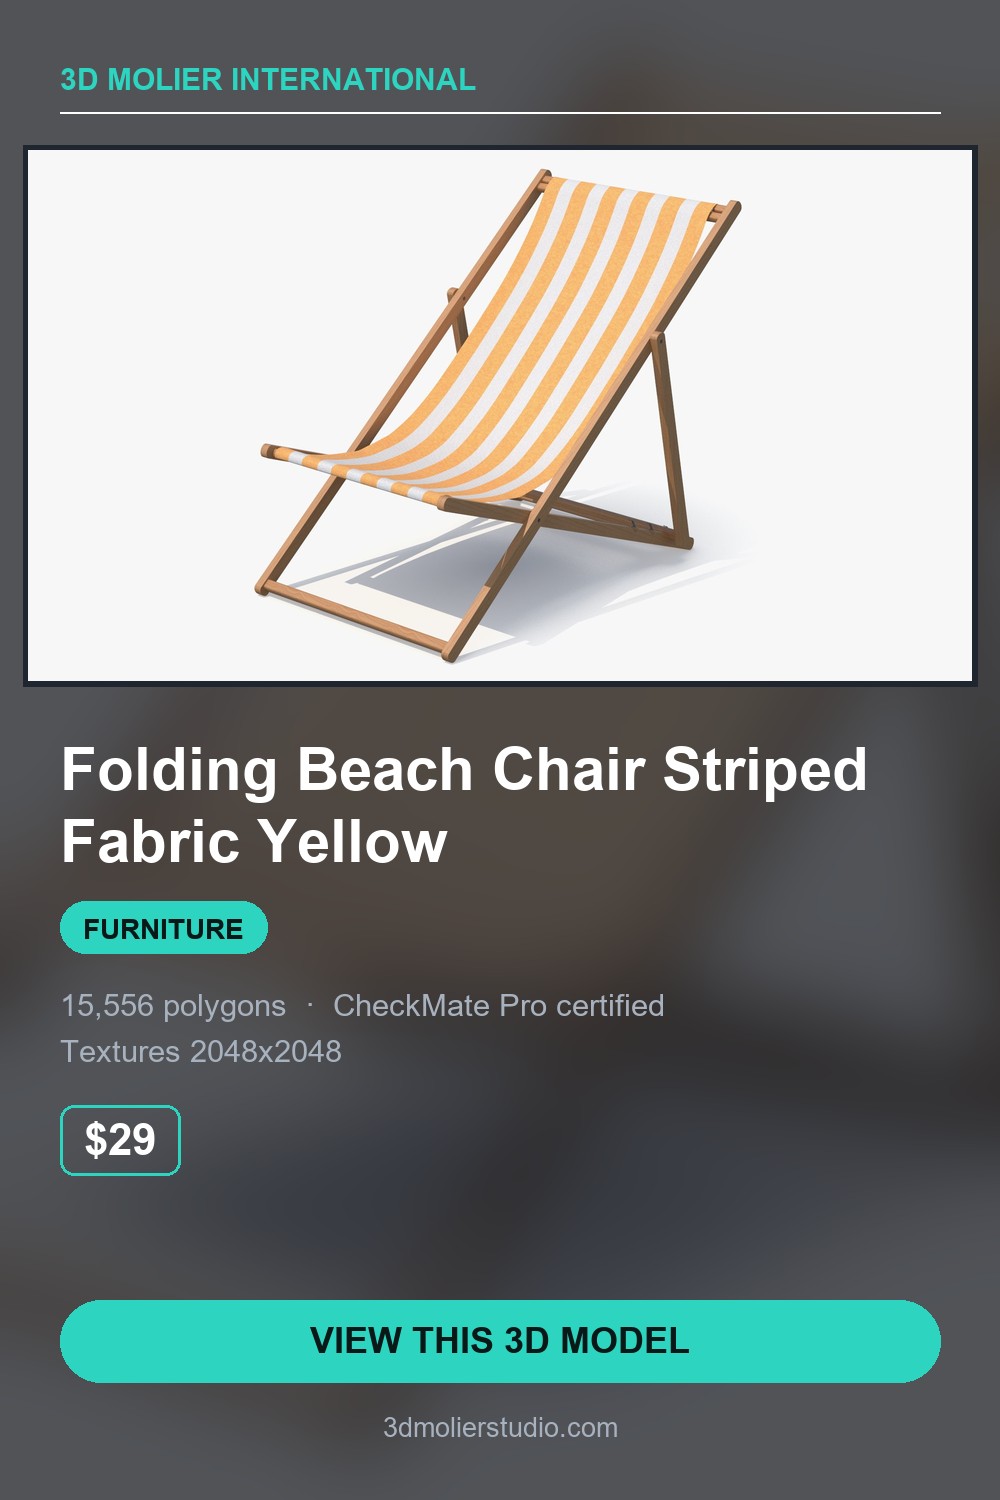 3D MOLIER INTERNATIONAL
Folding Beach Chair Striped
Fabric Yellow
FURNITURE
15,556 polygons · CheckMate Pro certified
Textures 2048x2048
$29
VIEW THIS 3D MODEL
3dmolierstudio.com